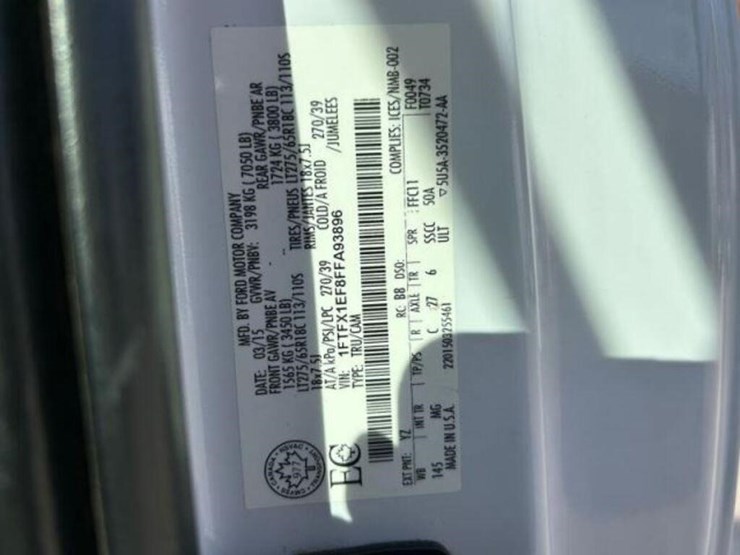 MFD. BY FORD MOTOR COMPANY
DATE: 03/15 GVWR/PNBV: 3198 KG ( 7050 LB)
FRONT GAWR/PNBE AV REAR GAWR/PNBE AR
1565 KG ( 3450 LB) 1724 KG ( 3800 LB)
LT275/65R18C 113/110S TIRES/PNEUS LT275/65R18C 113/110S
18x7.5J RIMS/JANTES 18x7.5J
AT/A kPa/PSI/LPC 270/39 COLD/A FROID 270/39
VIN: 1FTFX1EF8FFA93896 /JUMELEES
TYPE: TRU/CAM
CANADA
977
EC
COMPLIES: ICES/NMB-002
EXT PNT: YZ RC: B8 DSO: F0049
WB INT TR TP/PS R AXLE TR SPR FFC11 T0734
145 MG C 27 6 SSCC 50A
MADE IN U.S.A. 2201503255461 ULT 5U5A-3520472-AA